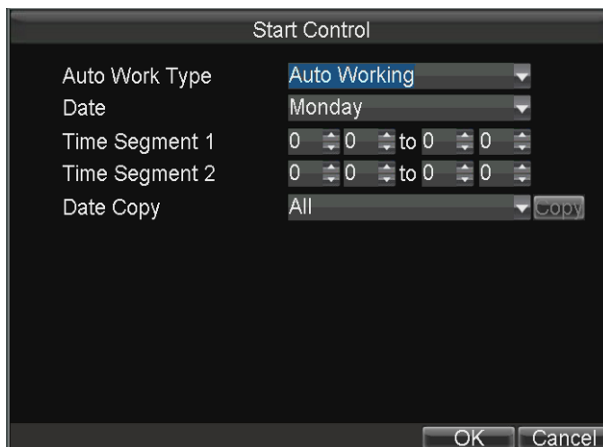 Start Control
Auto Work Type Auto Working
Date Monday
Time Segment 1 0 0 to 0 0
Time Segment 2 0 0 to 0 0
Date Copy All Copy
OK Cancel